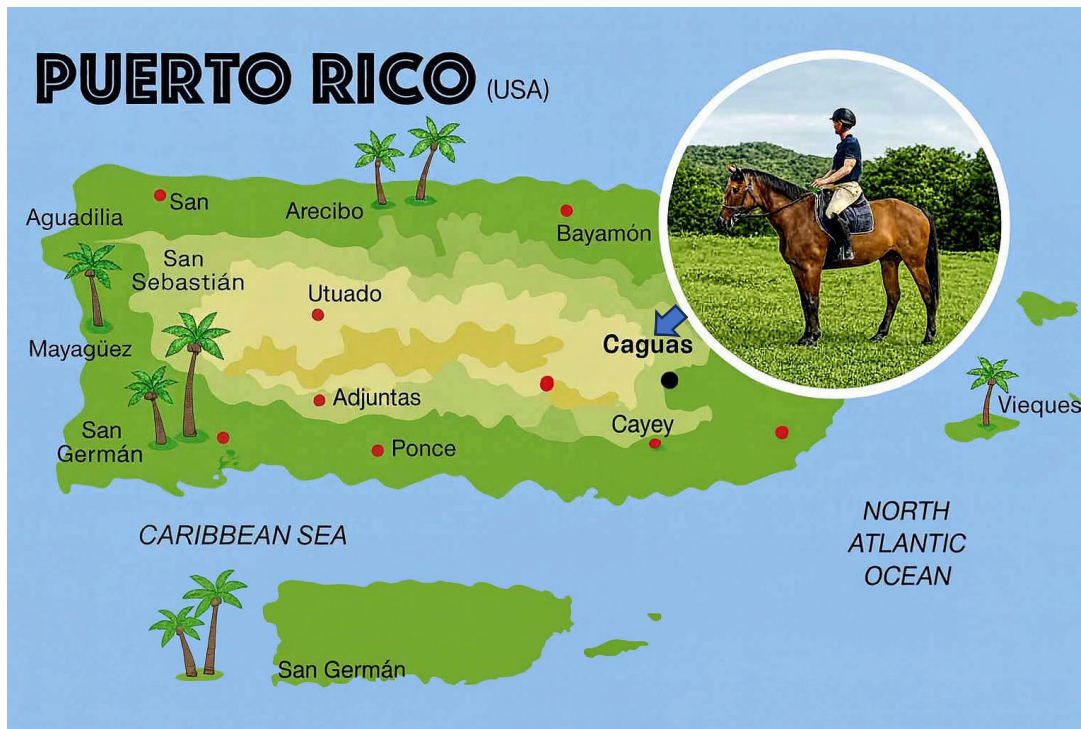 PUERTO RICO (USA)
San
Aguadilia
Arecibo
Bayamón
San
Sebastián
Utuado
Mayagüez
Caguas
Adjuntas
Vieques
Cayey
San
Germán
Ponce
NORTH
ATLANTIC
OCEAN
CARIBBEAN SEA
San Germán